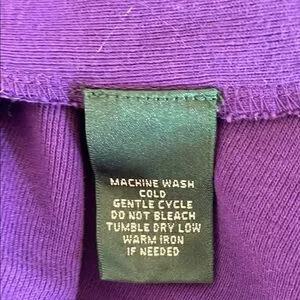 MACHINE WASH
COLD
GENTLE CYCLE
DO NOT BLEACH
TUMBLE DRY LOW
WARM IRON
IF NEEDED